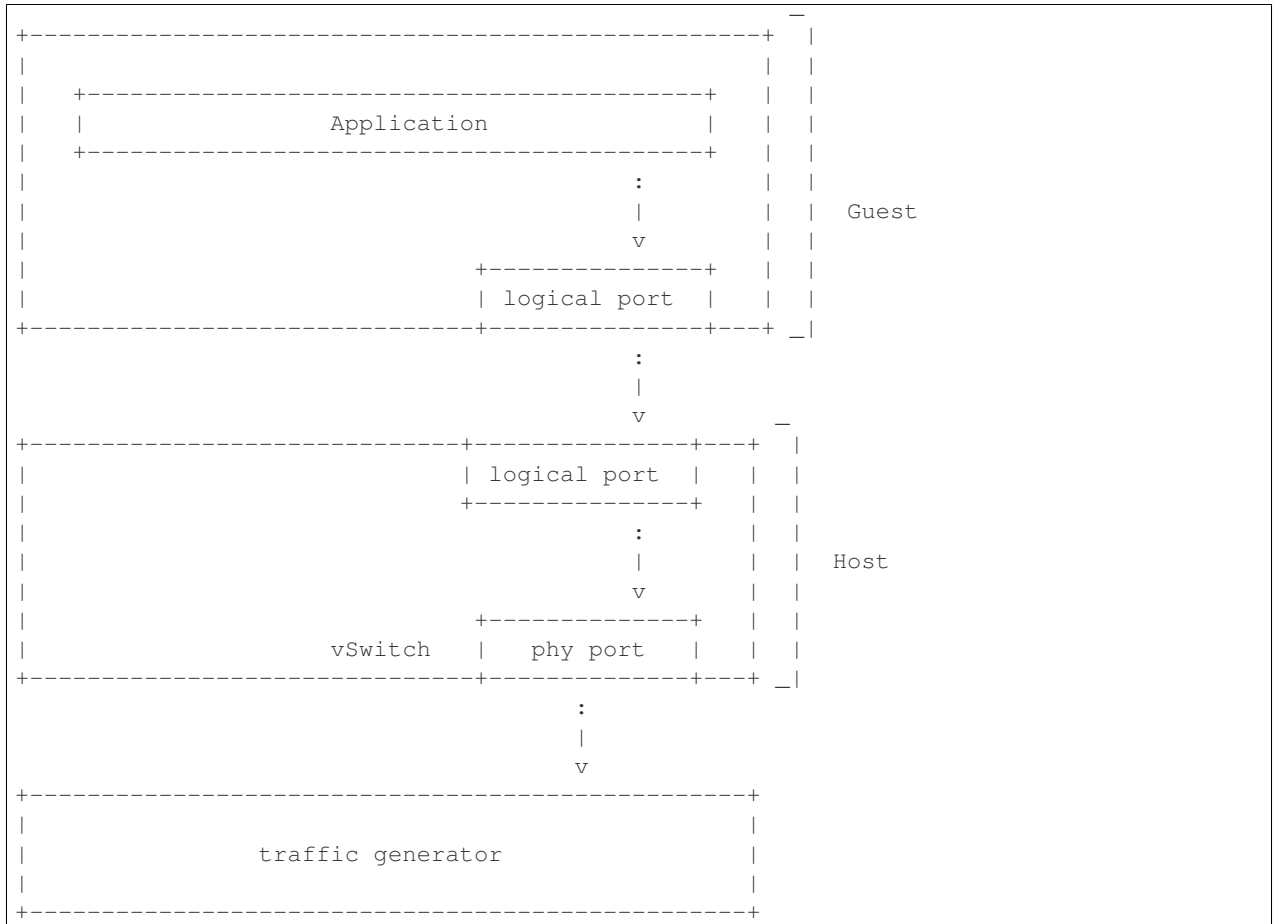 Application
Guest
logical port
logical port
Host
vSwitch phy port
traffic generator